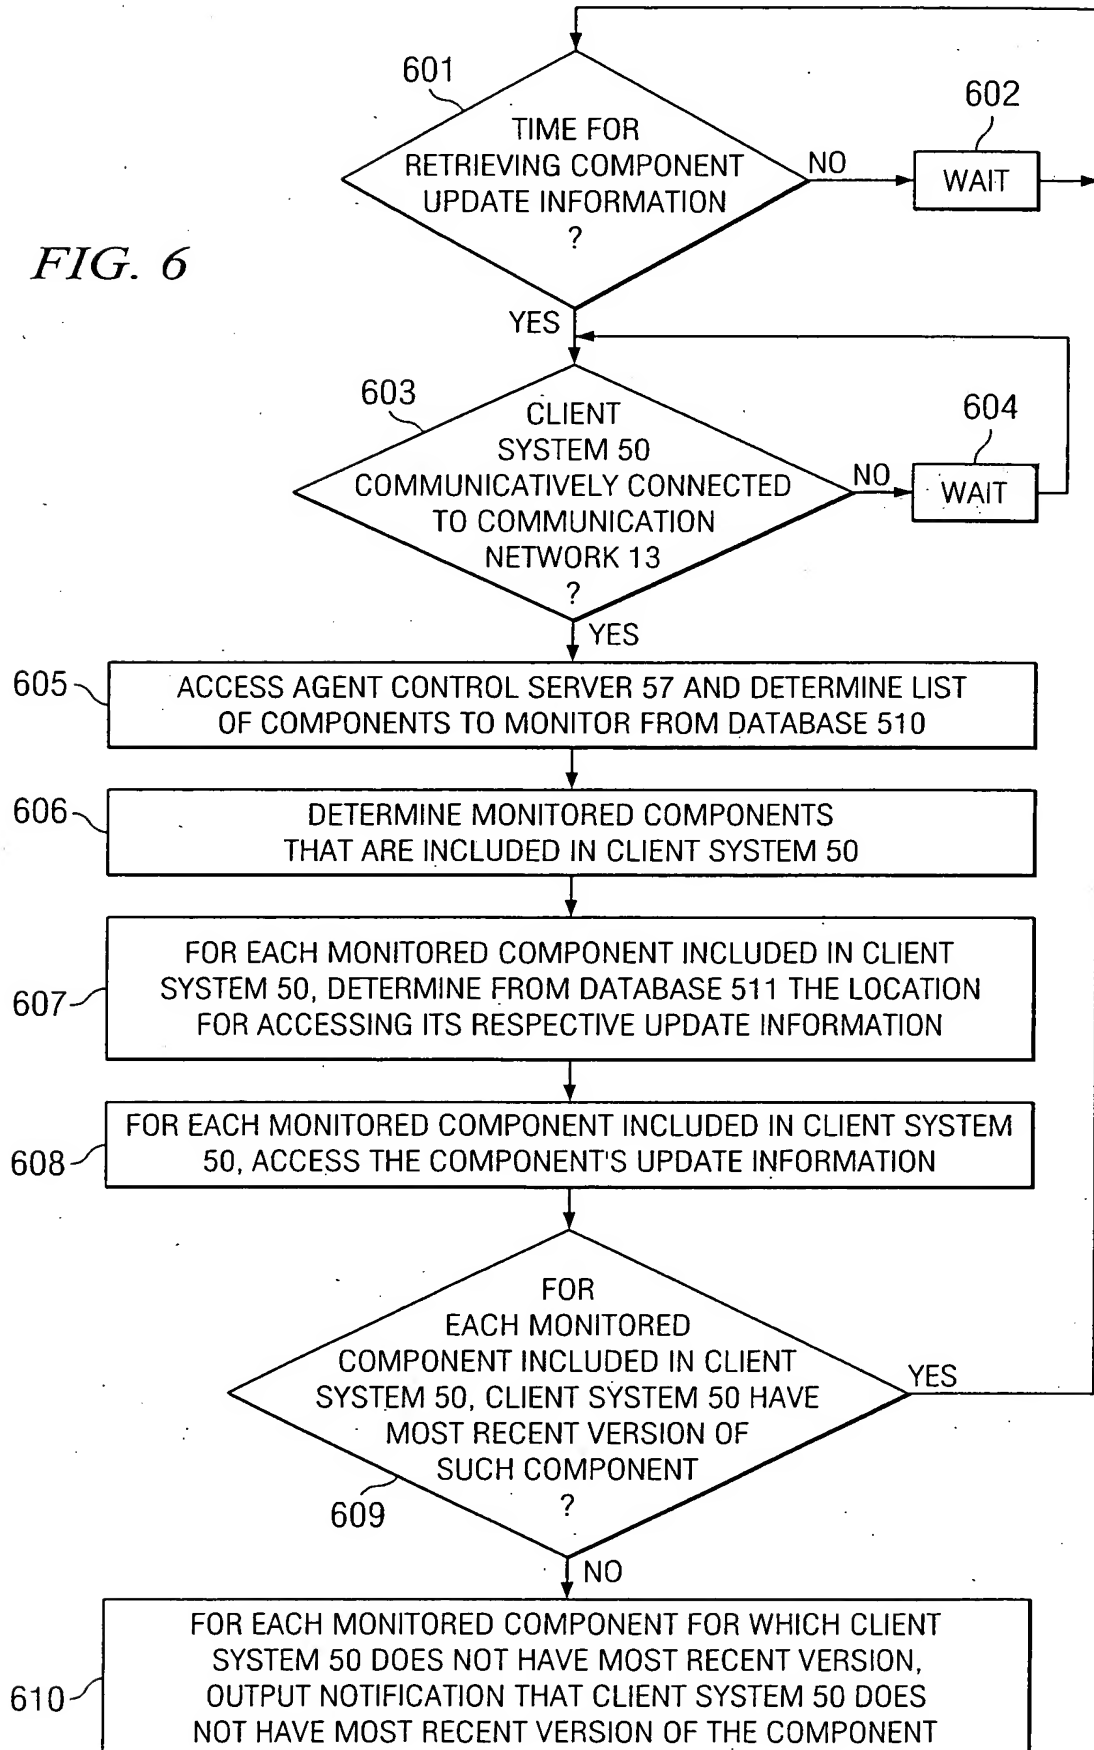 601
TIME FOR
RETRIEVING COMPONENT
UPDATE INFORMATION
?
NO
602
WAIT
FIG. 6
YES
603
CLIENT
SYSTEM 50
COMMUNICATIVELY CONNECTED
TO COMMUNICATION
NETWORK 13
?
NO
604
WAIT
YES
605
ACCESS AGENT CONTROL SERVER 57 AND DETERMINE LIST
OF COMPONENTS TO MONITOR FROM DATABASE 510
606
DETERMINE MONITORED COMPONENTS
THAT ARE INCLUDED IN CLIENT SYSTEM 50
607
FOR EACH MONITORED COMPONENT INCLUDED IN CLIENT
SYSTEM 50, DETERMINE FROM DATABASE 511 THE LOCATION
FOR ACCESSING ITS RESPECTIVE UPDATE INFORMATION
608
FOR EACH MONITORED COMPONENT INCLUDED IN CLIENT SYSTEM
50, ACCESS THE COMPONENT'S UPDATE INFORMATION
FOR
EACH MONITORED
COMPONENT INCLUDED IN CLIENT
SYSTEM 50, CLIENT SYSTEM 50 HAVE
MOST RECENT VERSION OF
SUCH COMPONENT
?
YES
609
NO
610
FOR EACH MONITORED COMPONENT FOR WHICH CLIENT
SYSTEM 50 DOES NOT HAVE MOST RECENT VERSION,
OUTPUT NOTIFICATION THAT CLIENT SYSTEM 50 DOES
NOT HAVE MOST RECENT VERSION OF THE COMPONENT